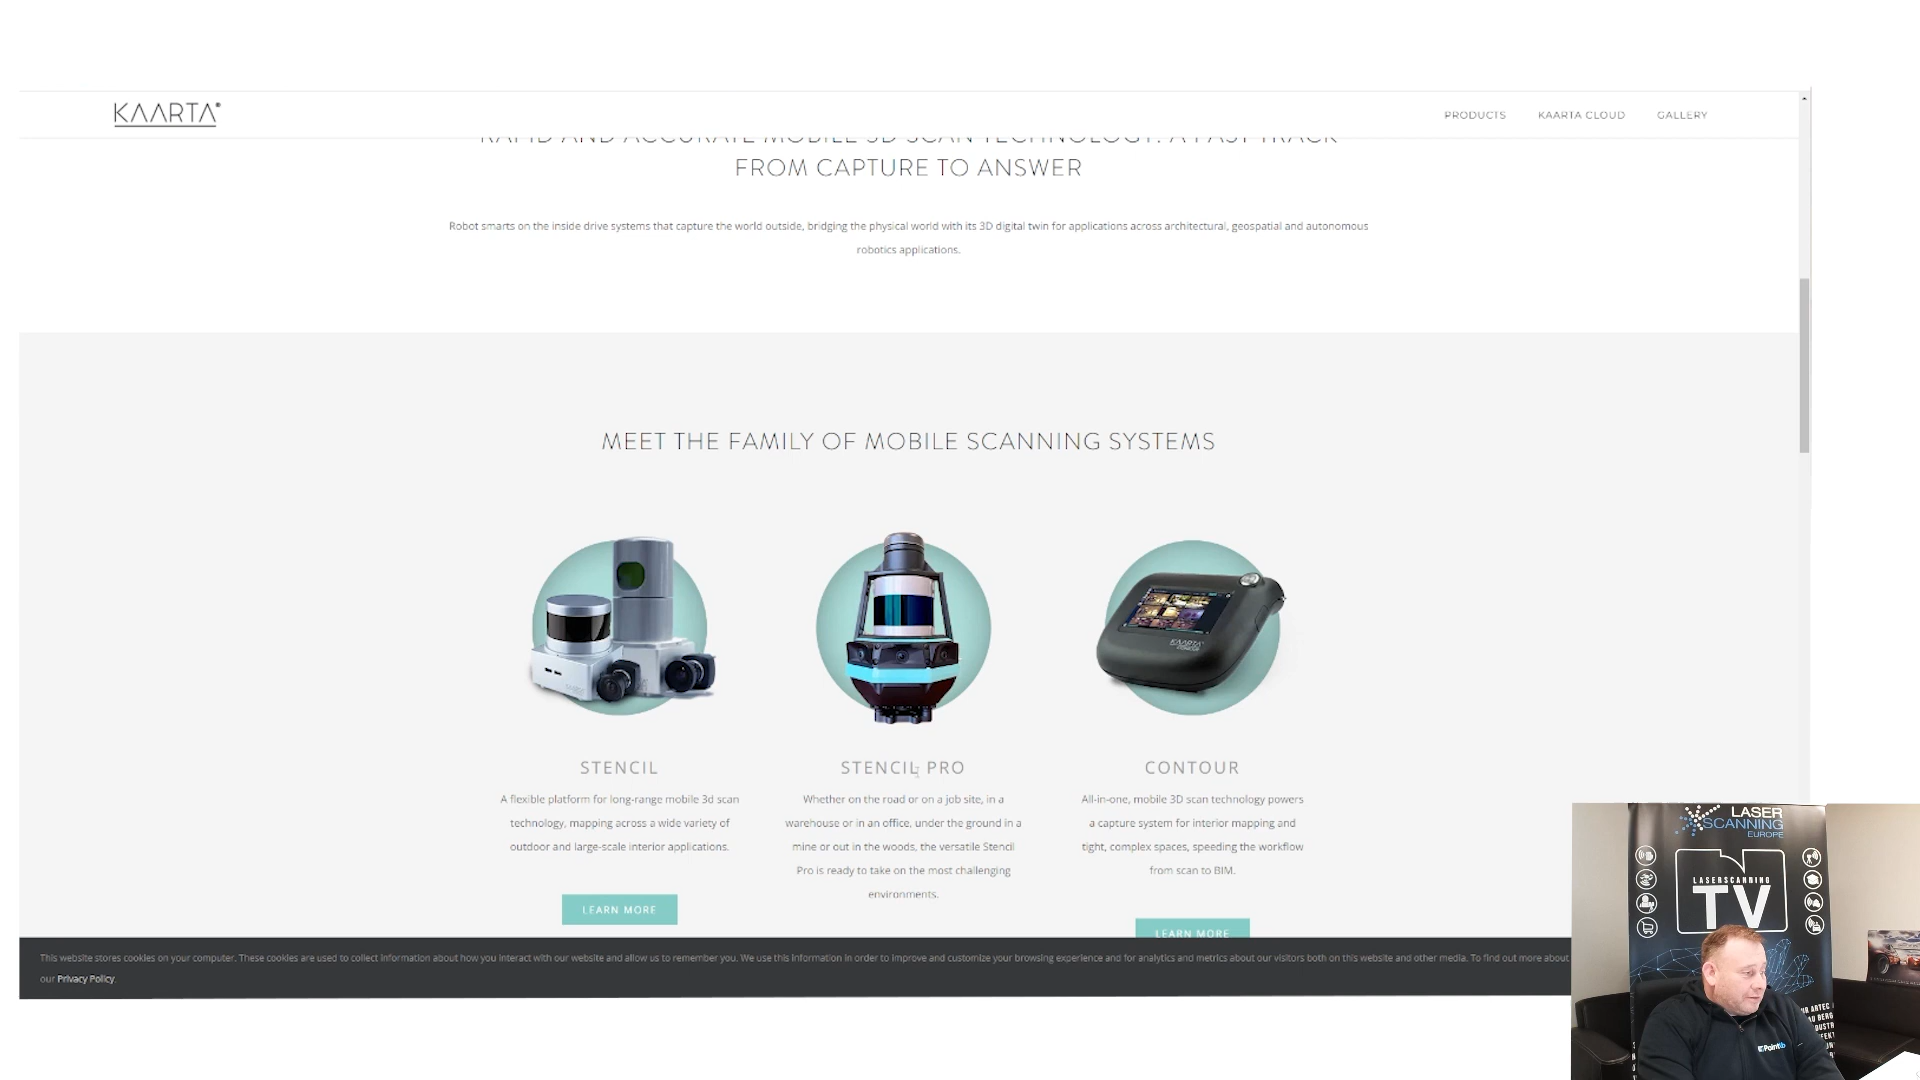 KAARTA
PRODUCTS
KAARTA CLOUD
GALLERY
RAPID AND ACCURATE MOBILE 3D SCAN TECHNOLOGY: A FAST TRACK
FROM CAPTURE TO ANSWER
Robot smarts on the inside drive systems that capture the world outside, bridging the physical world with its 3D digital twin for applications across architectural, geospatial and autonomous
robotics applications.
MEET THE FAMILY OF MOBILE SCANNING SYSTEMS
STENCIL
A flexible platform for long-range mobile 3d scan
technology, mapping across a wide variety of
outdoor and large-scale interior applications.
LEARN MORE
STENCIL PRO
Whether on the road or on a job site, in a
warehouse or in an office, under the ground in a
mine or out in the woods, the versatile Stencil
Pro is ready to take on the most challenging
environments.
KAARTA
CONTOUR
All-in-one, mobile 3D scan technology powers
a capture system for interior mapping and
tight, complex spaces, speeding the workflow
from scan to BIM.
LEARN MORE
This website stores cookies on your computer. These cookies are used to collect information about how you interact with our website and allow us to remember you. We use this information in order to improve and customize your browsing experience and for analytics and metrics about our visitors both on this website and other media. To find out more about
our Privacy Policy.
LASER
SCANNING
EUROPE
LASERSCANNING
TV